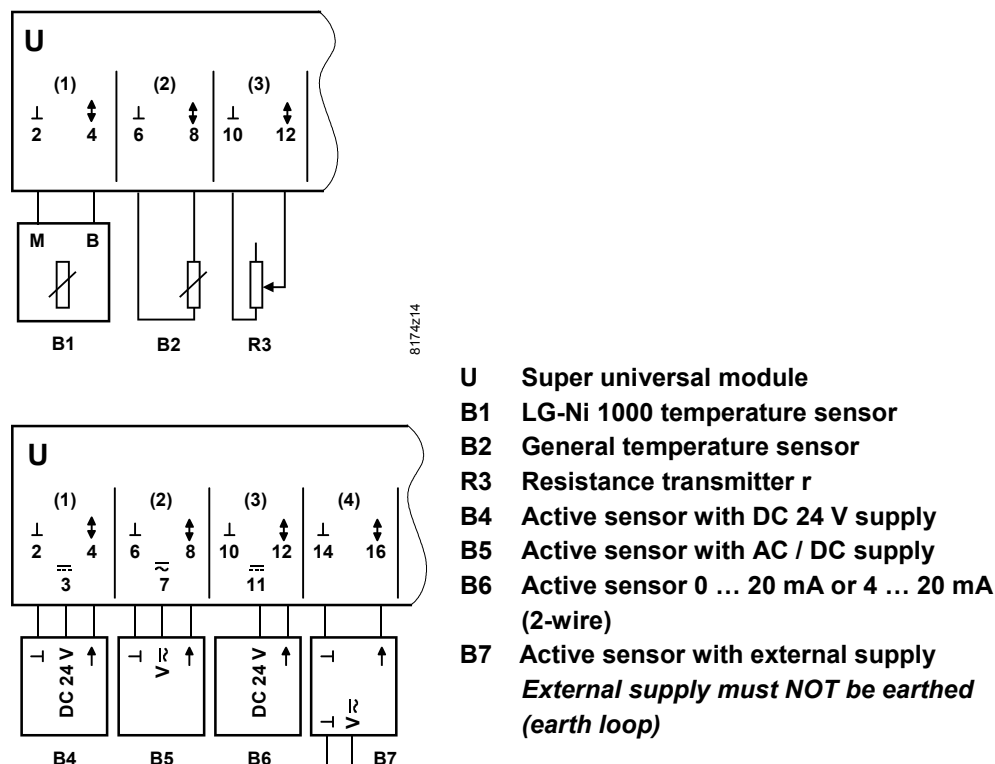 U
(1) (2) (3)
⊥ ⊥ ⊥
2 4 6 8 10 12
M B
B1 B2 R3
8174z14
U
(1) (2) (3) (4)
⊥ ⊥ ⊥ ⊥
2 4 6 8 10 12 14 16
3 7 11
⊥ DC 24 V ⊥ V DC 24 V ⊥
⊥ V
B4 B5 B6 B7
U Super universal module
B1 LG-Ni 1000 temperature sensor
B2 General temperature sensor
R3 Resistance transmitter r
B4 Active sensor with DC 24 V supply
B5 Active sensor with AC / DC supply
B6 Active sensor 0 … 20 mA or 4 … 20 mA
(2-wire)
B7 Active sensor with external supply
External supply must NOT be earthed
(earth loop)